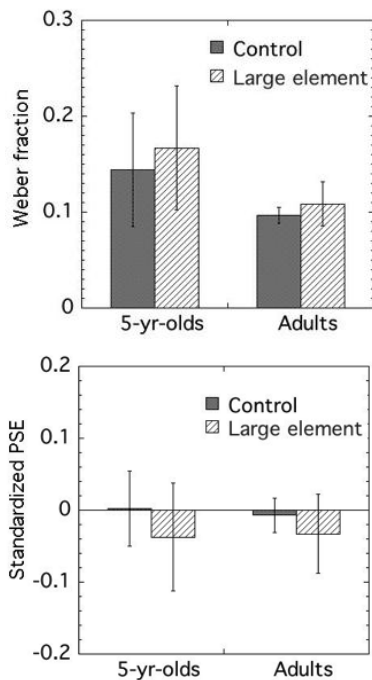 0.3
Control
Large element
0.2
Weber fraction
0.1
0
5-yr-olds
Adults
0.2
Control
Large element
0.1
Standardized PSE
0
-0.1
-0.2
5-yr-olds
Adults